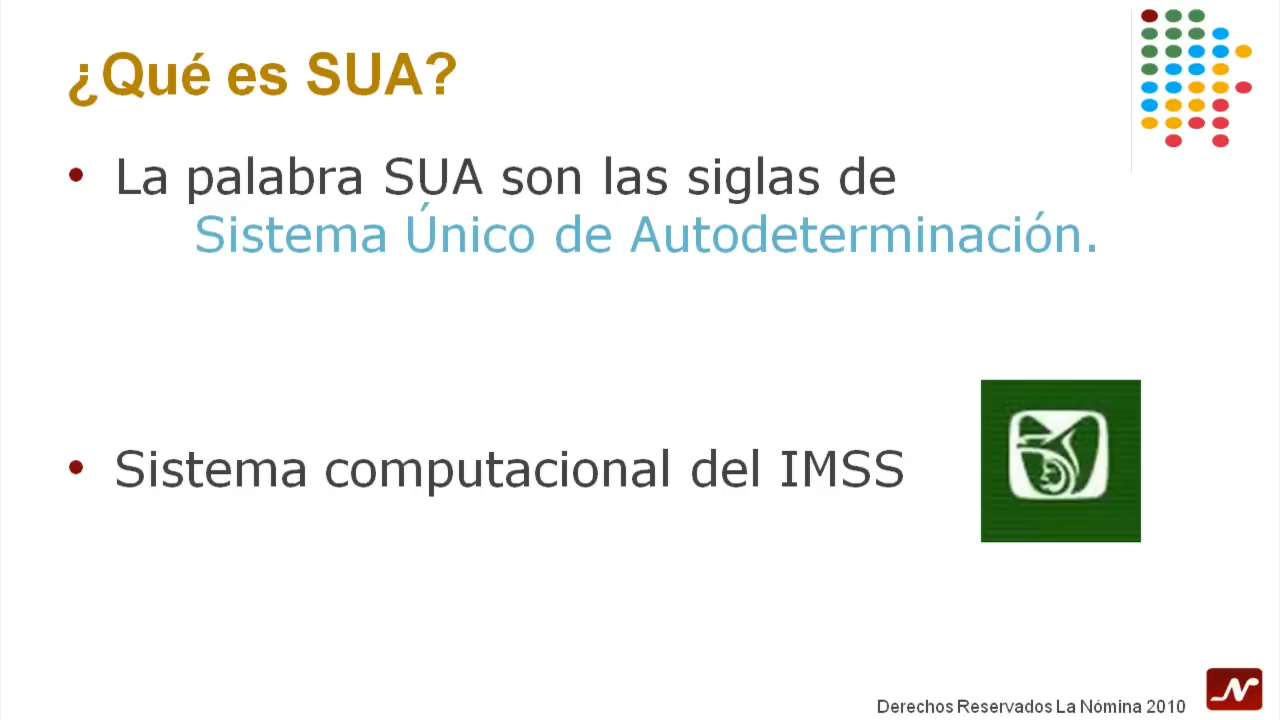 ¿Qué es SUA?
• La palabra SUA son las siglas de
Sistema Único de Autodeterminación.
• Sistema computacional del IMSS
Derechos Reservados La Nómina 2010
N